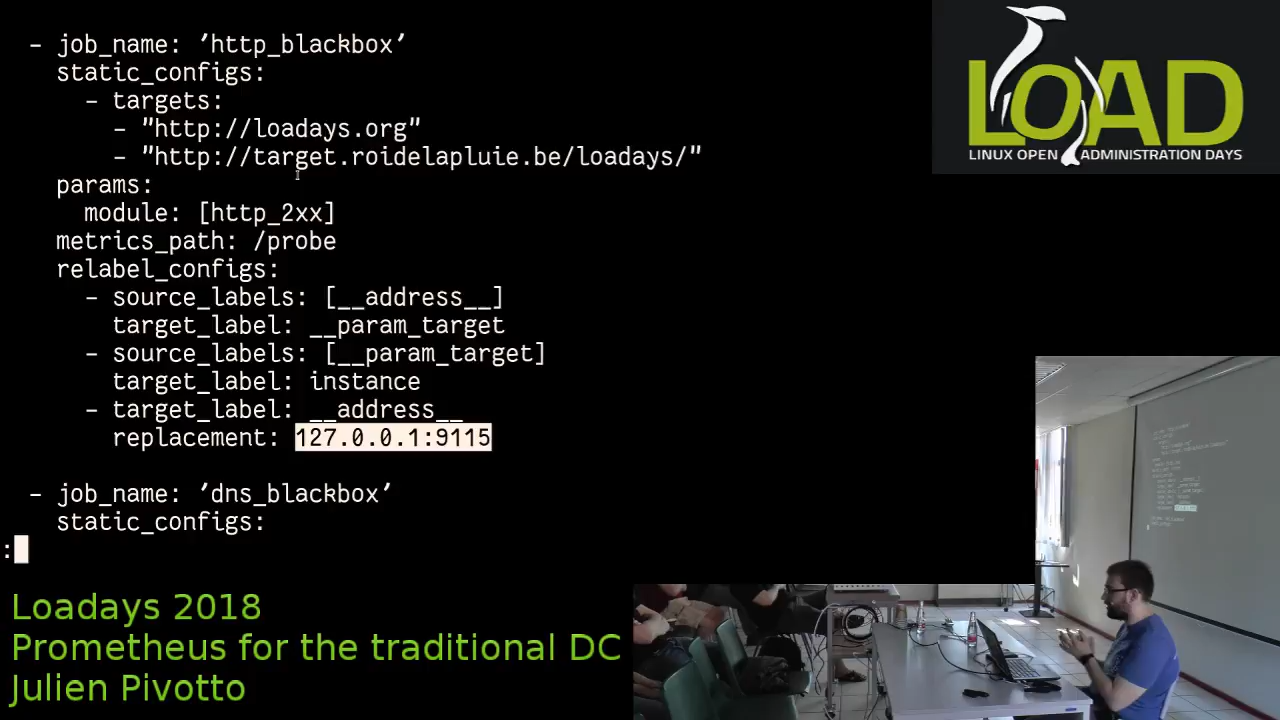 - job_name: 'http_blackbox'
static_configs:
- targets:
- "http://loadays.org"
- "http://target.roidelapluie.be/loadays/"
params:
module: [http_2xx]
metrics_path: /probe
relabel_configs:
- source_labels: [__address__]
target_label: __param_target
- source_labels: [__param_target]
target_label: instance
- target_label: __address__
replacement: 127.0.0.1:9115
- job_name: 'dns_blackbox'
static_configs:
:
LOAD
LINUX OPEN ADMINISTRATION DAYS
Loadays 2018
Prometheus for the traditional DC
Julien Pivotto